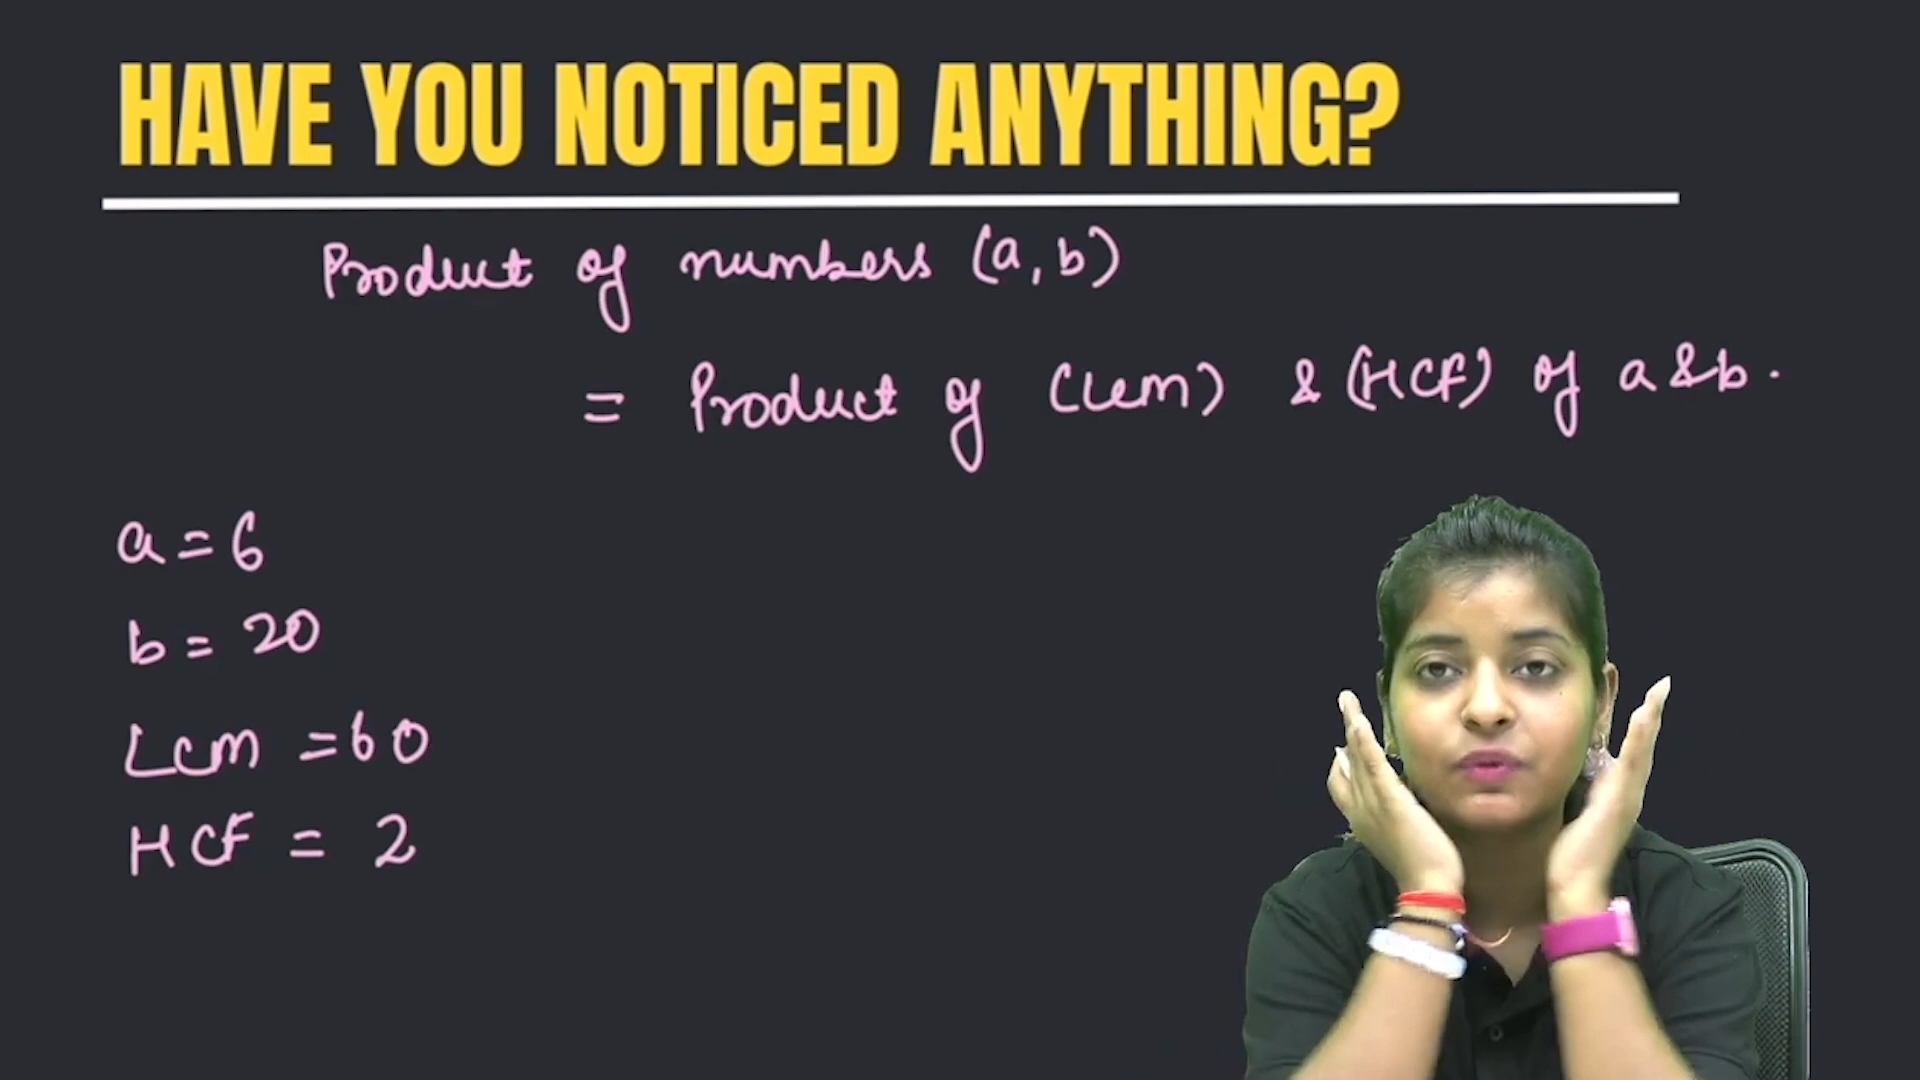 HAVE YOU NOTICED ANYTHING?
Product of numbers (a, b)
= Product of (Lcm) & (HCF) of a & b.
a = 6
b = 20
Lcm = 60
HCF = 2